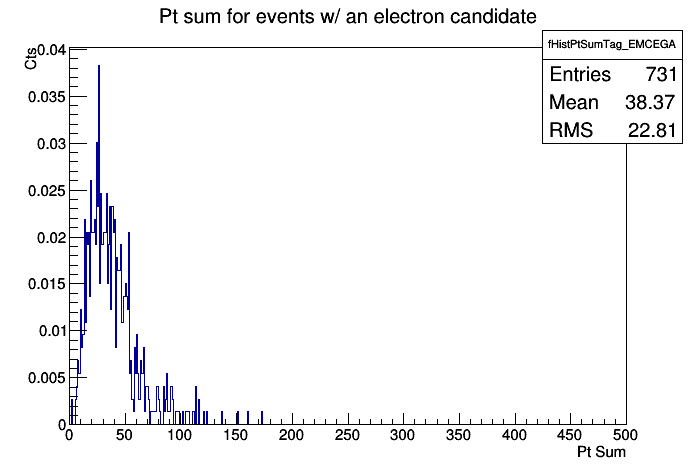 Pt sum for events w/ an electron candidate
fHistPtSumTag_EMCEGA
Entries 731
Mean 38.37
RMS 22.81
Cts
0.04
0.035
0.03
0.025
0.02
0.015
0.01
0.005
0
0 50 100 150 200 250 300 350 400 450 500
Pt Sum